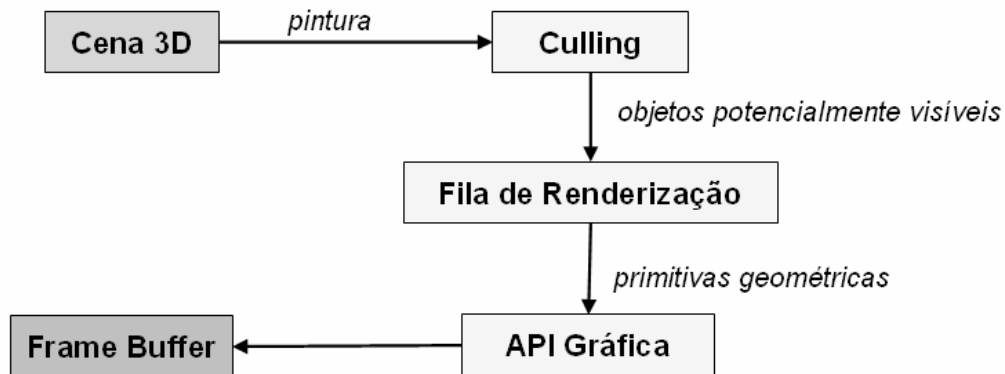 Cena 3D
pintura
Culling
objetos potencialmente visíveis
Fila de Renderização
primitivas geométricas
API Gráfica
Frame Buffer